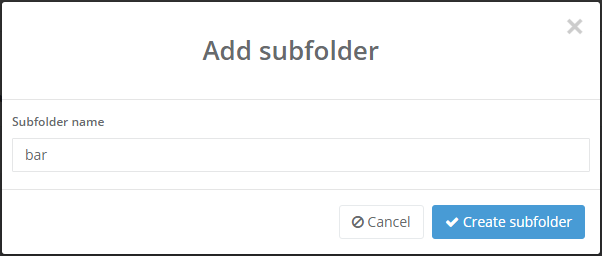 Add subfolder
Subfolder name
bar
Cancel
Create subfolder